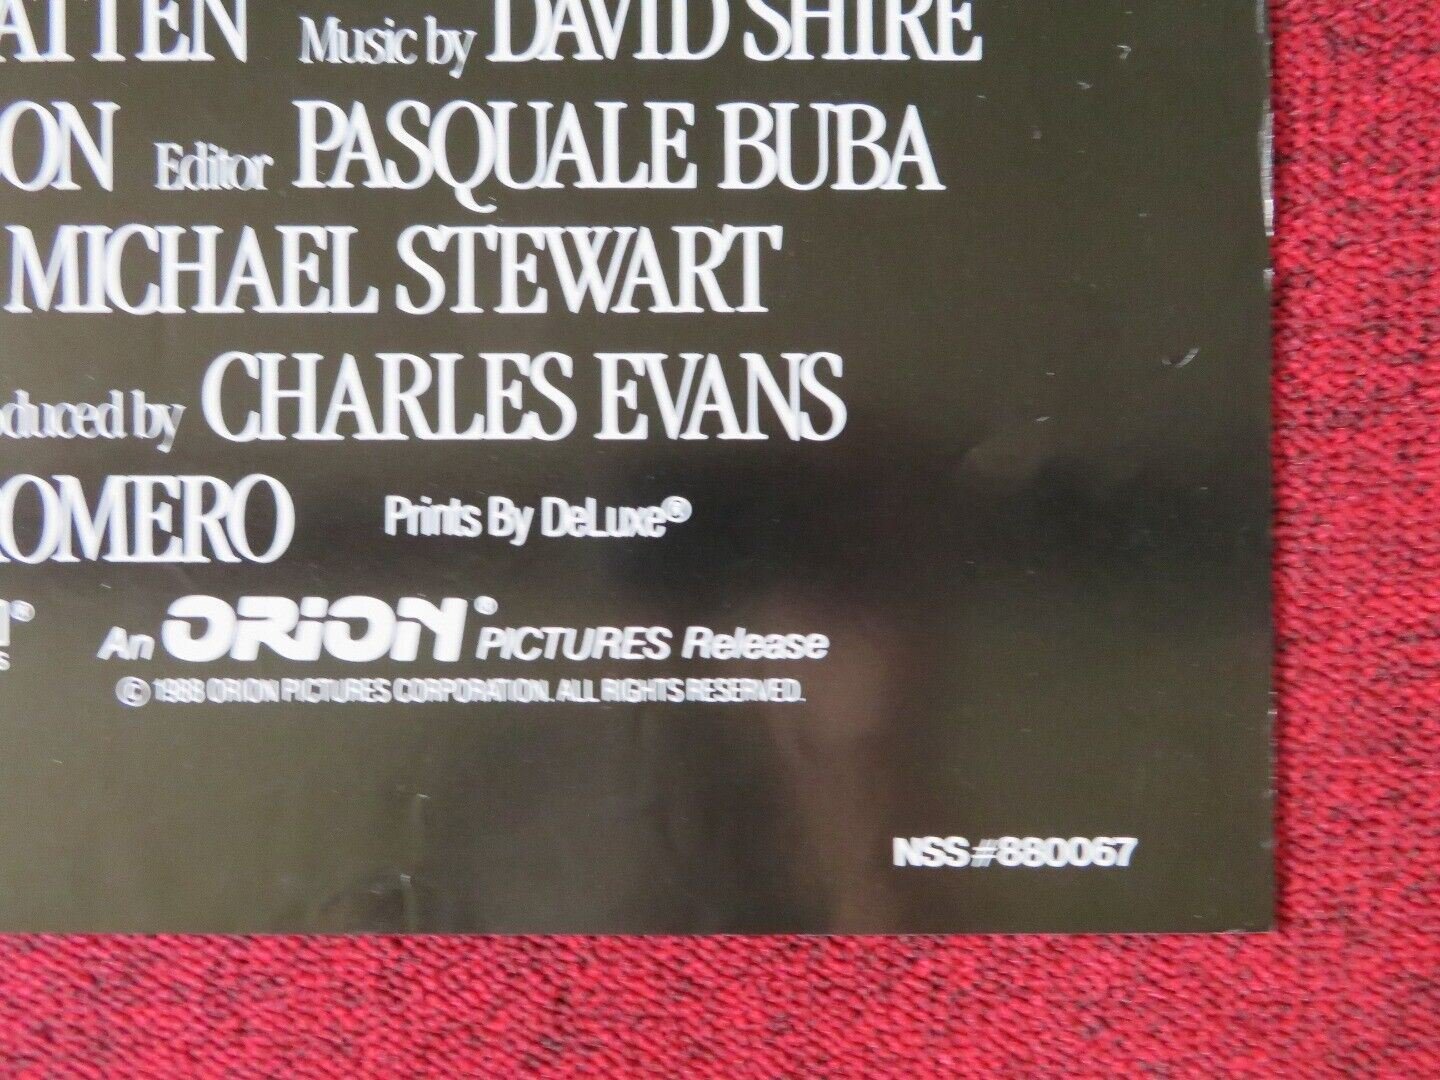 ATTEN Music by DAVID SHIRE
ON Editor PASQUALE BUBA
MICHAEL STEWART
duced by CHARLES EVANS
ROMERO Prints By DeLuxe®
® An ORION® PICTURES Release
S © 1988 ORION PICTURES CORPORATION. ALL RIGHTS RESERVED.
NSS#880067